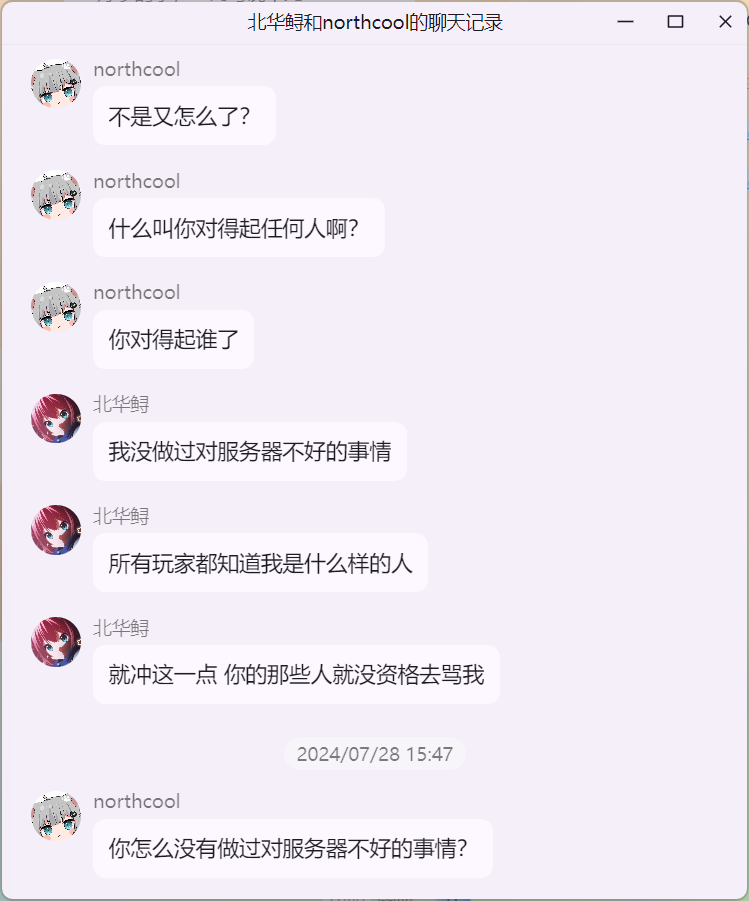 北华鲟和northcool的聊天记录
northcool
不是又怎么了？
northcool
什么叫你对得起任何人啊？
northcool
你对得起谁了
北华鲟
我没做过对服务器不好的事情
北华鲟
所有玩家都知道我是什么样的人
北华鲟
就冲这一点 你的那些人就没资格去骂我
2024/07/28 15:47
northcool
你怎么没有做过对服务器不好的事情？